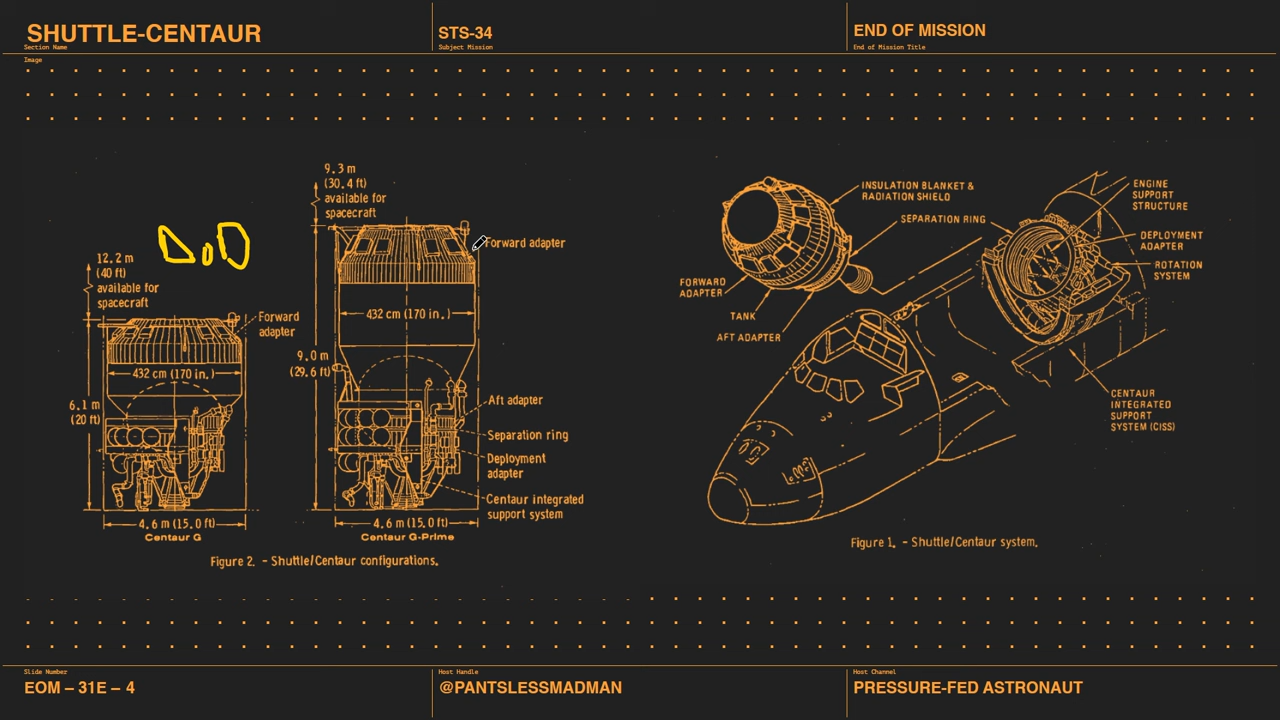 SHUTTLE-CENTAUR
Section Name
STS-34
Subject Mission
END OF MISSION
End of Mission Title
Image
DoD
12.2 m
(40 ft)
available for
spacecraft
Forward
adapter
432 cm (170 in.)
6.1 m
(20 ft)
4.6 m (15.0 ft)
Centaur G
9.3 m
(30.4 ft)
available for
spacecraft
Forward adapter
432 cm (170 in.)
9.0 m
(29.6 ft)
Aft adapter
Separation ring
Deployment
adapter
Centaur integrated
support system
4.6 m (15.0 ft)
Centaur G-Prime
Figure 2. - Shuttle/Centaur configurations.
INSULATION BLANKET &
RADIATION SHIELD
SEPARATION RING
ENGINE
SUPPORT
STRUCTURE
DEPLOYMENT
ADAPTER
ROTATION
SYSTEM
FORWARD
ADAPTER
TANK
AFT ADAPTER
CENTAUR
INTEGRATED
SUPPORT
SYSTEM (CISS)
Figure 1. - Shuttle/Centaur system.
Slide Number
EOM – 31E – 4
Host Handle
@PANTSLESSMADMAN
Host Channel
PRESSURE-FED ASTRONAUT